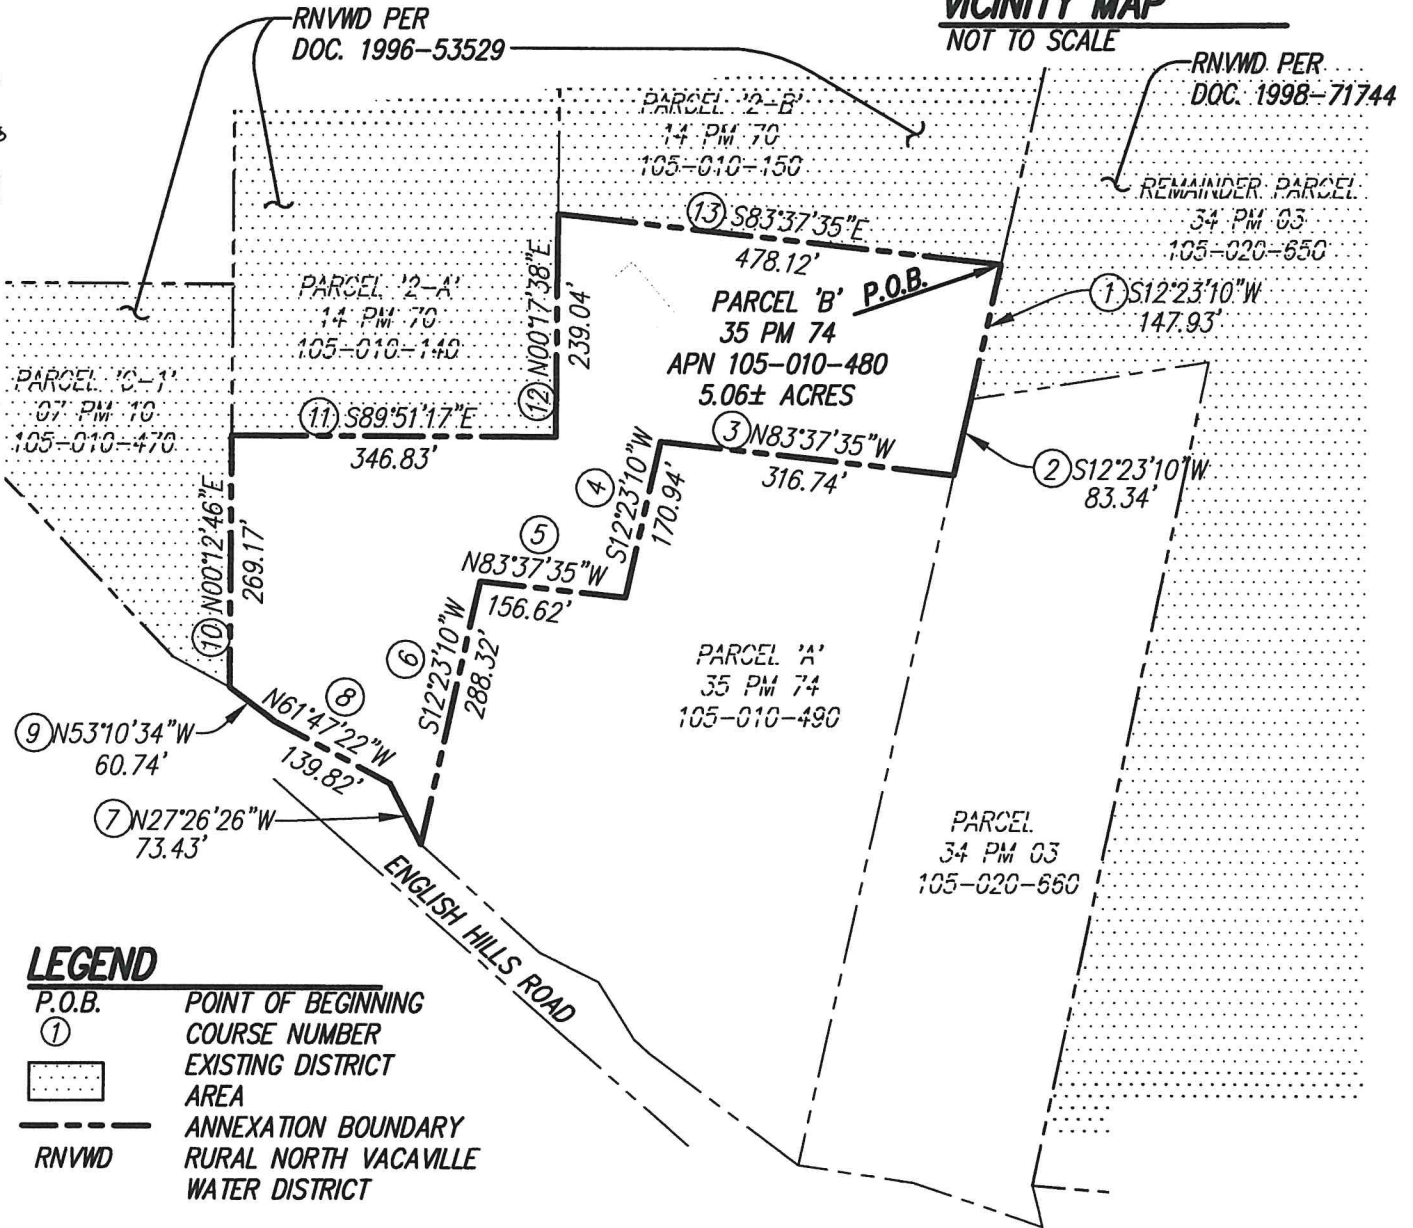 VICINITY MAP
NOT TO SCALE
RNVWD PER
DOC. 1996-53529
RNVWD PER
DOC. 1998-71744
PARCEL '2-B'
14 PM 70
105-010-150
REMAINDER PARCEL
34 PM 03
105-020-650
13 S83°37'35"E
478.12'
PARCEL '2-A'
14 PM 70
105-010-140
12 N00°17'38"E
239.04'
PARCEL 'B'
35 PM 74
APN 105-010-480
5.06± ACRES
P.O.B.
1 S12°23'10"W
147.93'
PARCEL 'C-1'
07 PM 10
105-010-470
11 S89°51'17"E
346.83'
3 N83°37'35"W
316.74'
2 S12°23'10"W
83.34'
4 S12°23'10"W
170.94'
5
N83°37'35"W
156.62'
10 N00°12'46"E
269.17'
6 S12°23'10"W
288.32'
PARCEL 'A'
35 PM 74
105-010-490
8
N61°47'22"W
139.82'
9 N53°10'34"W
60.74'
7 N27°26'26"W
73.43'
PARCEL
34 PM 03
105-020-660
ENGLISH HILLS ROAD
LEGEND
P.O.B. POINT OF BEGINNING
1 COURSE NUMBER
EXISTING DISTRICT
AREA
ANNEXATION BOUNDARY
RNVWD RURAL NORTH VACAVILLE
WATER DISTRICT